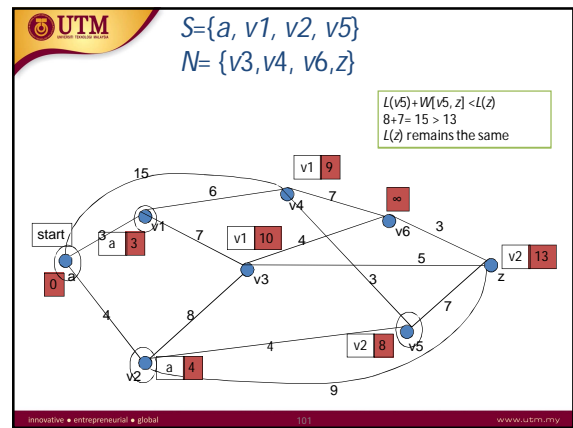 UTM
UNIVERSITI TEKNOLOGI MALAYSIA
S={a, v1, v2, v5}
N= {v3,v4, v6,z}
L(v5)+W[v5, z] <L(z)
8+7= 15 > 13
L(z) remains the same
15
v1 9
6
7
∞
v4
start
3
v1
a 3
7
v1 10
4
v6
3
v2 13
0
a
v3
5
z
4
8
3
7
4
v2 8
v5
v2
a 4
9
innovative ● entrepreneurial ● global
101
www.utm.my